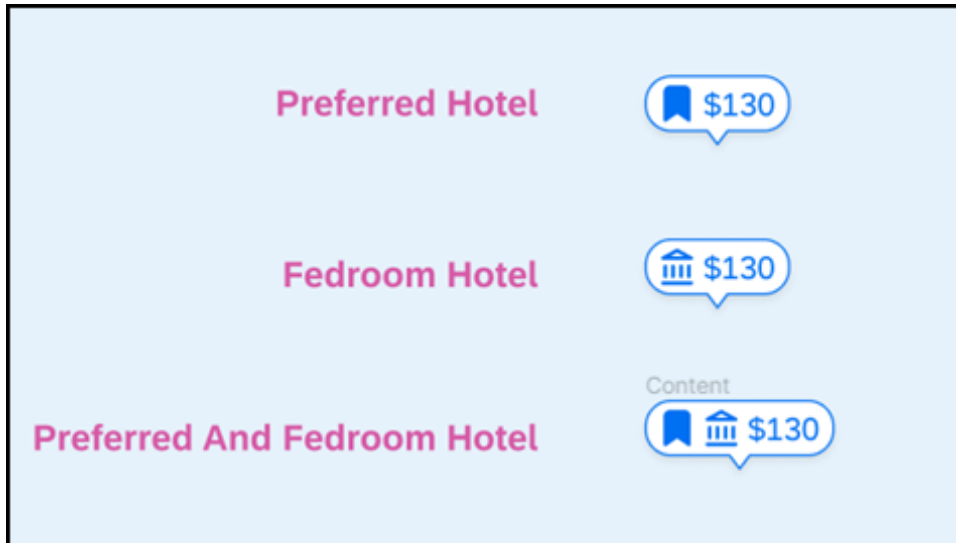 Preferred Hotel
$130
Fedroom Hotel
$130
Content
Preferred And Fedroom Hotel
$130